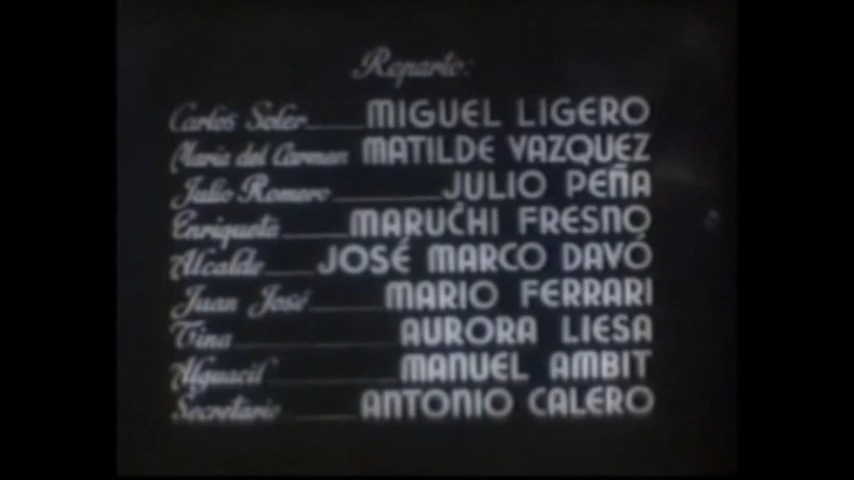 Reparto:
Carlos Soler MIGUEL LIGERO
María del Carmen MATILDE VAZQUEZ
Julio Romero JULIO PEÑA
Enriqueta MARUCHI FRESNO
Alcalde JOSÉ MARCO DAVÓ
Juan José MARIO FERRARI
Tina AURORA LIESA
Alguacil MANUEL AMBIT
Secretario ANTONIO CALERO